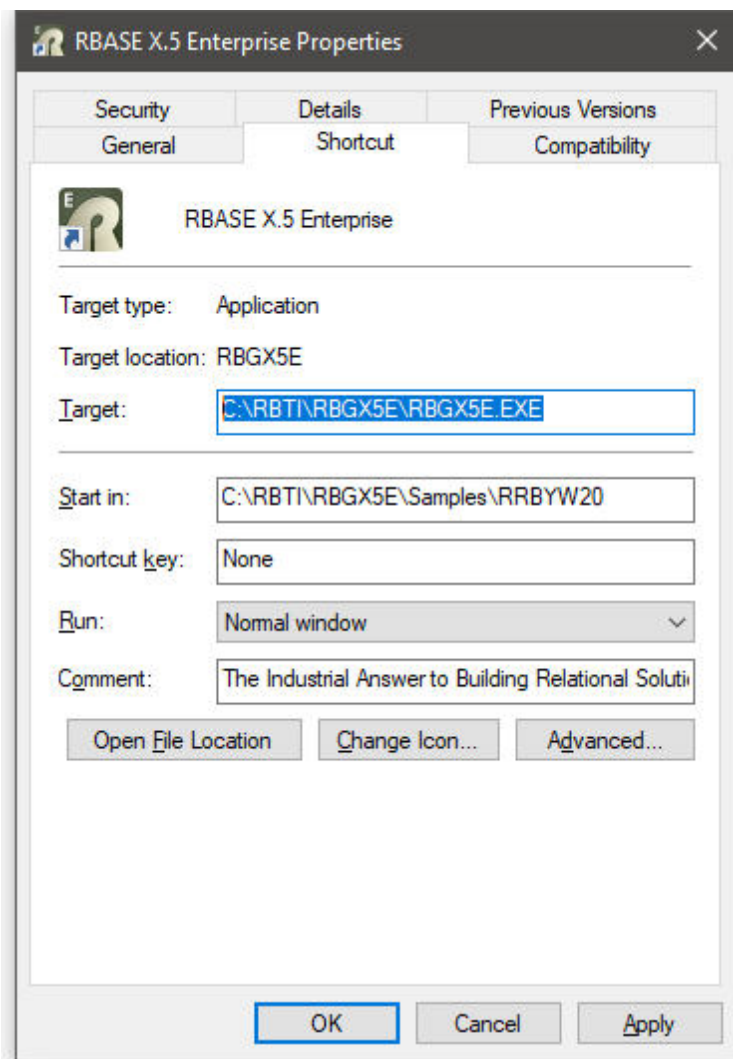 RBASE X.5 Enterprise Properties
Security Details Previous Versions
General Shortcut Compatibility
E
RBASE X.5 Enterprise
Target type: Application
Target location: RBGX5E
Target: C:\RBTI\RBGX5E\RBGX5E.EXE
Start in: C:\RBTI\RBGX5E\Samples\RRBYW20
Shortcut key: None
Run: Normal window
Comment: The Industrial Answer to Building Relational Soluti
Open File Location Change Icon... Advanced...
OK Cancel Apply